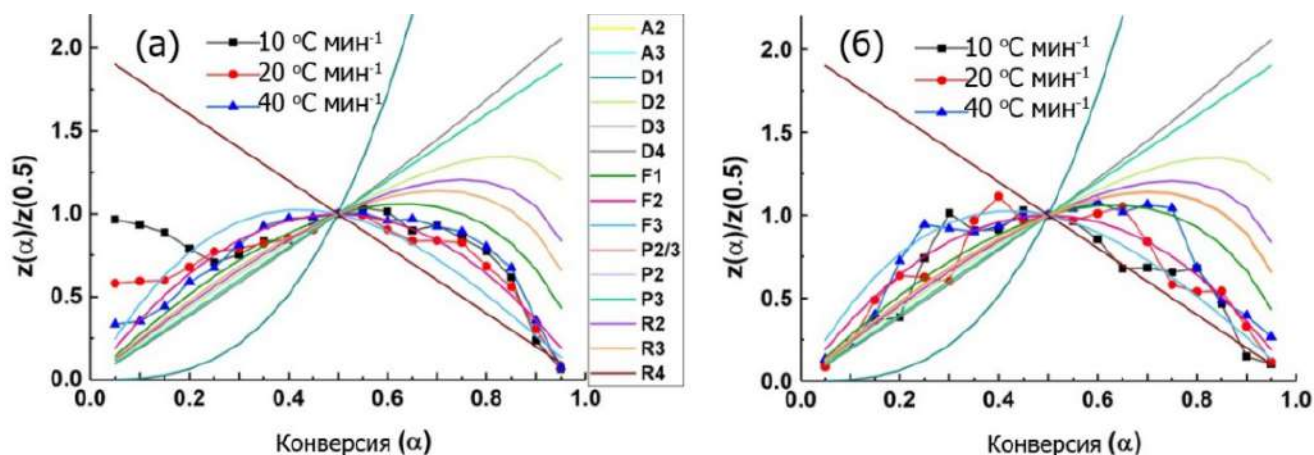 (а)
10 °С мин-1
20 °С мин-1
40 °С мин-1
z(α)/z(0.5)
2.0
1.5
1.0
0.5
0.0
0.0 0.2 0.4 0.6 0.8 1.0
Конверсия (α)
A2
A3
D1
D2
D3
D4
F1
F2
F3
P2/3
P2
P3
R2
R3
R4
(б)
10 °С мин-1
20 °С мин-1
40 °С мин-1
z(α)/z(0.5)
2.0
1.5
1.0
0.5
0.0
0.0 0.2 0.4 0.6 0.8 1.0
Конверсия (α)